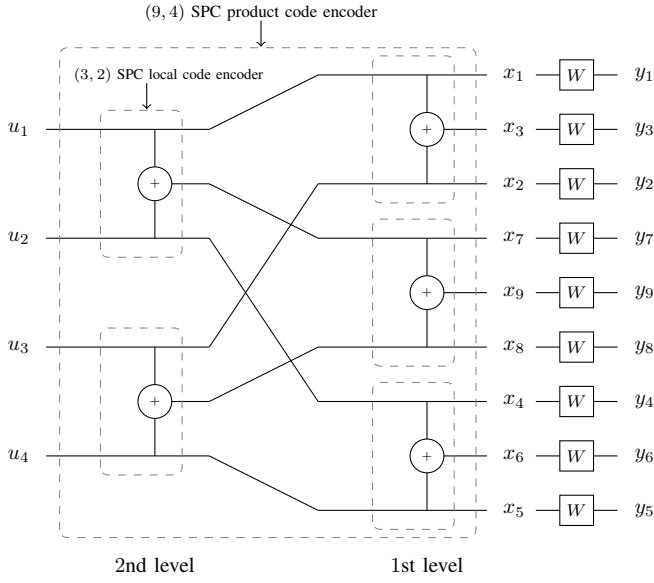 (9, 4) SPC product code encoder
(3, 2) SPC local code encoder
x₁ W y₁
u₁ + x₃ W y₃
+ x₂ W y₂
u₂ x₇ W y₇
+ x₉ W y₉
u₃ x₈ W y₈
+ x₄ W y₄
u₄ + x₆ W y₆
x₅ W y₅
2nd level 1st level